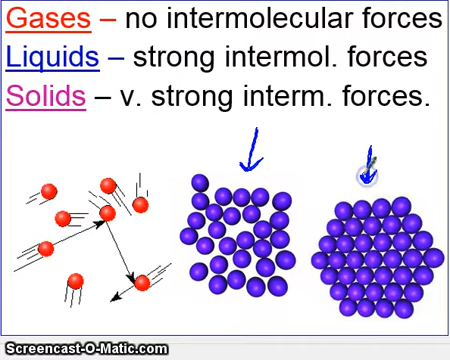 Gases – no intermolecular forces
Liquids – strong intermol. forces
Solids – v. strong interm. forces.
Screencast-O-Matic.com